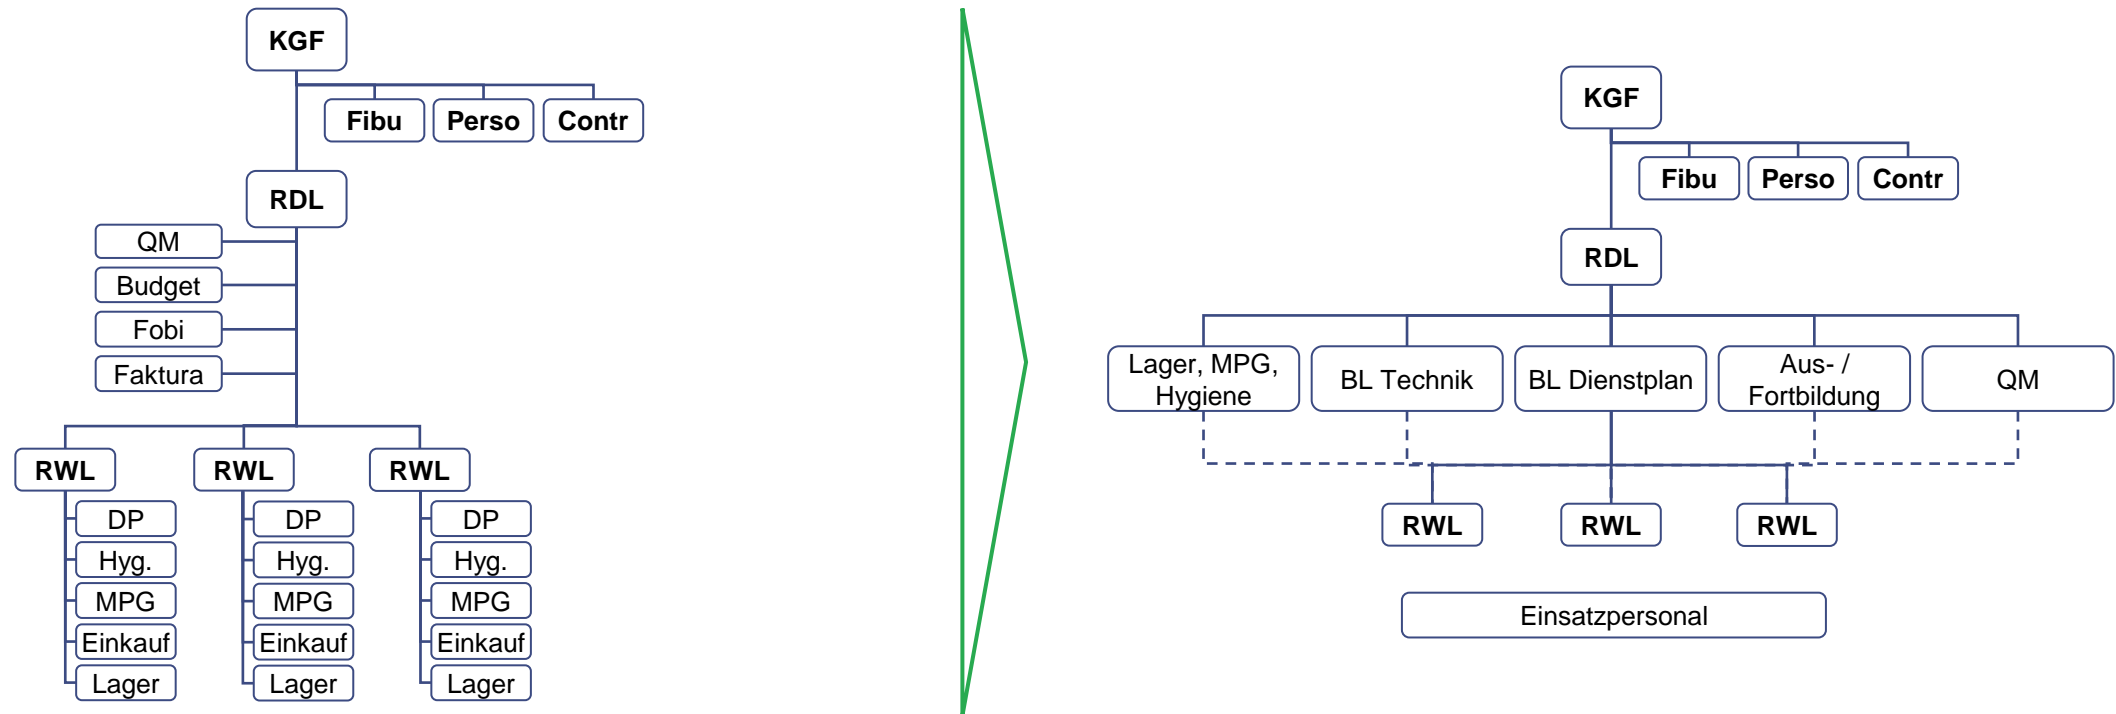 KGF
Fibu Perso Contr
RDL
QM
Budget
Fobi
Faktura
RWL RWL RWL
DP DP DP
Hyg. Hyg. Hyg.
MPG MPG MPG
Einkauf Einkauf Einkauf
Lager Lager Lager
KGF
Fibu Perso Contr
RDL
Lager, MPG,
Hygiene
BL Technik
BL Dienstplan
Aus- /
Fortbildung
QM
RWL RWL RWL
Einsatzpersonal